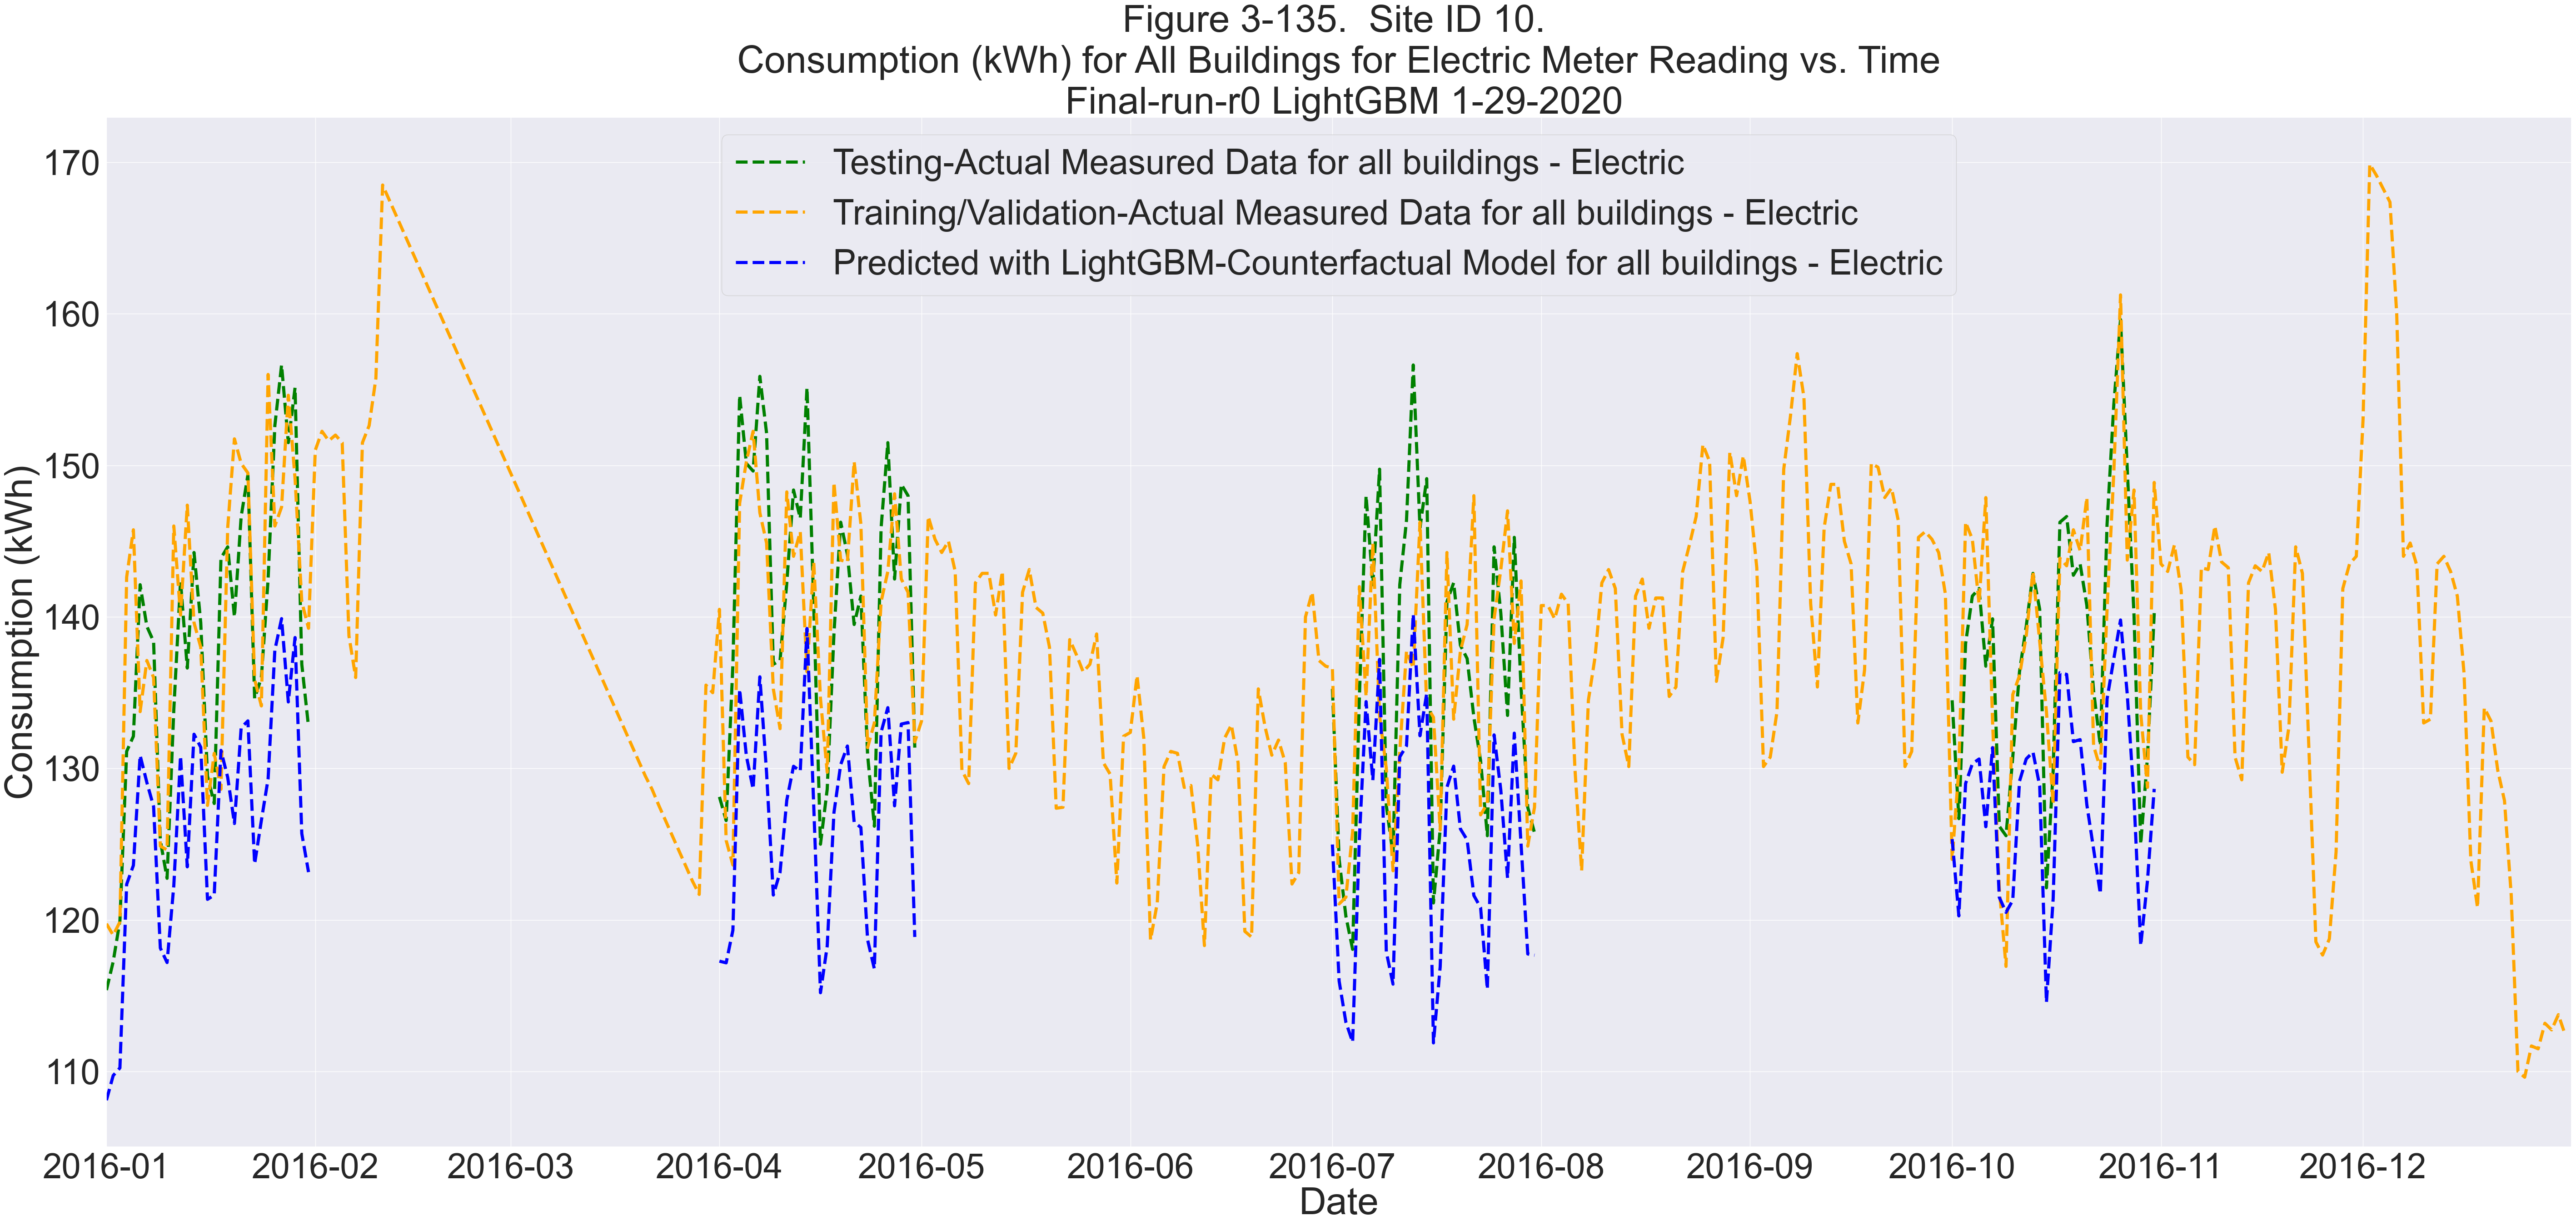 Figure 3-135.  Site ID 10.
Consumption (kWh) for All Buildings for Electric Meter Reading vs. Time
Final-run-r0 LightGBM 1-29-2020
Testing-Actual Measured Data for all buildings - Electric
Training/Validation-Actual Measured Data for all buildings - Electric
Predicted with LightGBM-Counterfactual Model for all buildings - Electric
Consumption (kWh)
170
160
150
140
130
120
110
2016-01 2016-02 2016-03 2016-04 2016-05 2016-06 2016-07 2016-08 2016-09 2016-10 2016-11 2016-12
Date